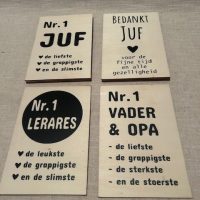 Nr. 1
JUF
♥ de liefste
♥ de grappigste
♥ en de slimste
BEDANKT
JUF
♥
voor de
fijne tijd
en alle
gezelligheid
Nr. 1
LERARES
♥ de leukste
♥ de grappigste
♥ en de slimste
Nr. 1
VADER
& OPA
- de liefste
- de grappigste
- de sterkste
- en de stoerste